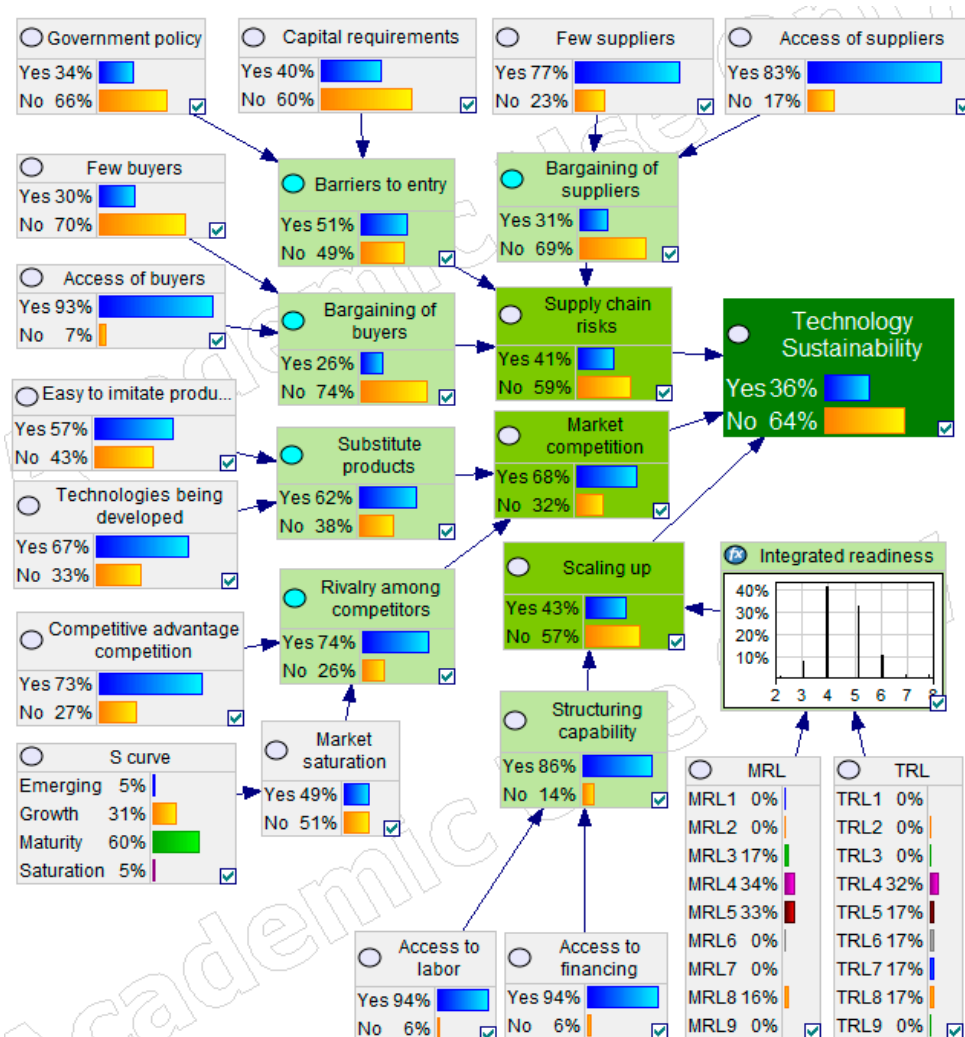 Government policy
Yes 34%
No 66%
Capital requirements
Yes 40%
No 60%
Few suppliers
Yes 77%
No 23%
Access of suppliers
Yes 83%
No 17%
Few buyers
Yes 30%
No 70%
Barriers to entry
Yes 51%
No 49%
Bargaining of
suppliers
Yes 31%
No 69%
Access of buyers
Yes 93%
No 7%
Bargaining of
buyers
Yes 26%
No 74%
Supply chain
risks
Yes 41%
No 59%
Technology
Sustainability
Yes 36%
No 64%
Easy to imitate produ...
Yes 57%
No 43%
Substitute
products
Yes 62%
No 38%
Market
competition
Yes 68%
No 32%
Technologies being
developed
Yes 67%
No 33%
Rivalry among
competitors
Yes 74%
No 26%
Scaling up
Yes 43%
No 57%
fx Integrated readiness
40%
30%
20%
10%
2 3 4 5 6 7 8
Competitive advantage
competition
Yes 73%
No 27%
Structuring
capability
Yes 86%
No 14%
S curve
Emerging 5%
Growth 31%
Maturity 60%
Saturation 5%
Market
saturation
Yes 49%
No 51%
MRL
MRL1 0%
MRL2 0%
MRL3 17%
MRL4 34%
MRL5 33%
MRL6 0%
MRL7 0%
MRL8 16%
MRL9 0%
TRL
TRL1 0%
TRL2 0%
TRL3 0%
TRL4 32%
TRL5 17%
TRL6 17%
TRL7 17%
TRL8 17%
TRL9 0%
Access to
labor
Yes 94%
No 6%
Access to
financing
Yes 94%
No 6%
Academic Use
Academic